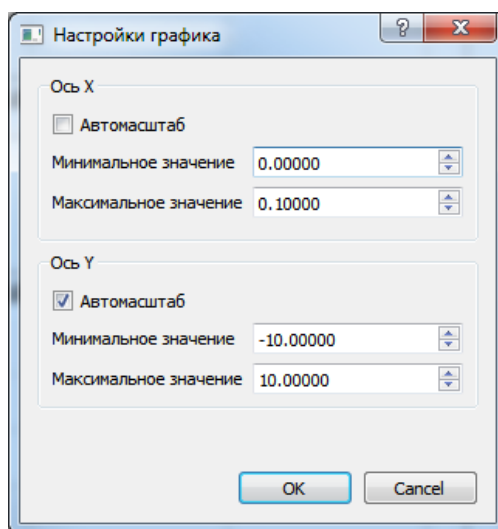 Настройки графика
Ось X
Автомасштаб
Минимальное значение 0.00000
Максимальное значение 0.10000
Ось Y
Автомасштаб
Минимальное значение -10.00000
Максимальное значение 10.00000
OK Cancel